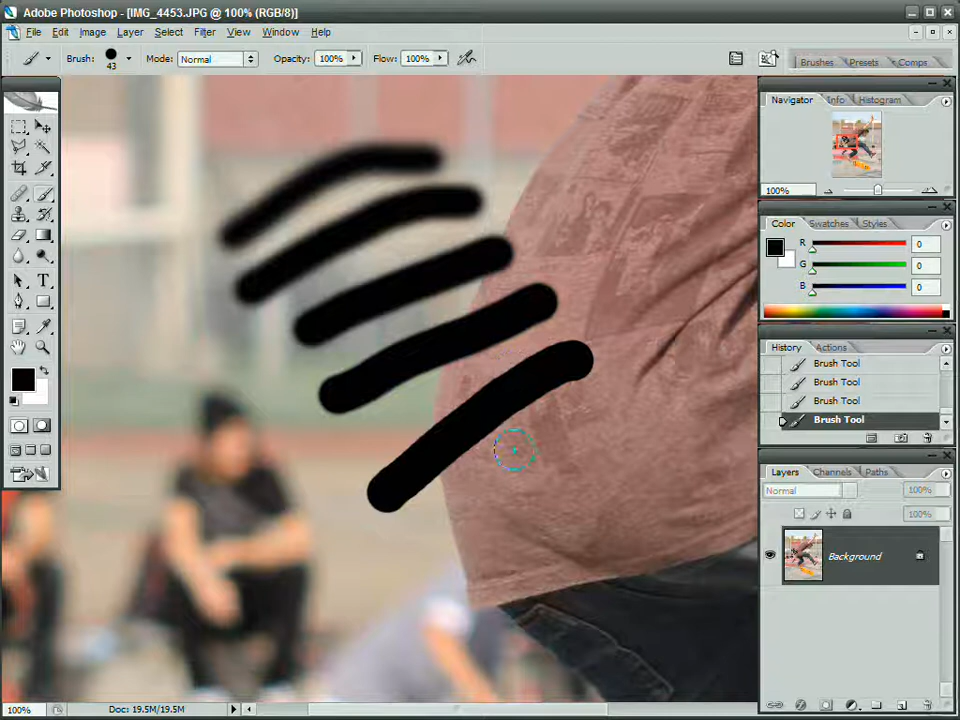 Adobe Photoshop - [IMG_4453.JPG @ 100% (RGB/8)]
File Edit Image Layer Select Filter View Window Help
Brush: 43 Mode: Normal Opacity: 100% Flow: 100% Brushes Presets Comps
Navigator Info Histogram
100%
Color Swatches Styles
R 0
G 0
B 0
History Actions
Brush Tool
Brush Tool
Brush Tool
Brush Tool
Layers Channels Paths
Normal 100%
100%
Background
T
100% Doc: 19.5M/19.5M